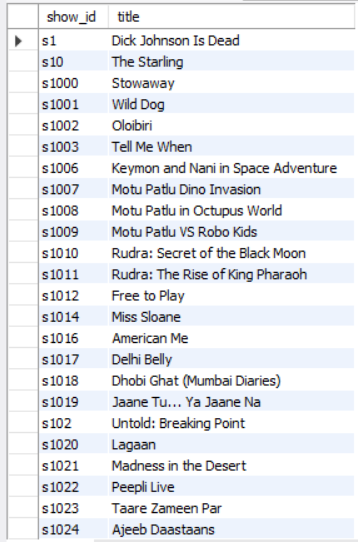 show_id title
s1 Dick Johnson Is Dead
s10 The Starling
s1000 Stowaway
s1001 Wild Dog
s1002 Oloibiri
s1003 Tell Me When
s1006 Keymon and Nani in Space Adventure
s1007 Motu Patlu Dino Invasion
s1008 Motu Patlu in Octupus World
s1009 Motu Patlu VS Robo Kids
s1010 Rudra: Secret of the Black Moon
s1011 Rudra: The Rise of King Pharaoh
s1012 Free to Play
s1014 Miss Sloane
s1016 American Me
s1017 Delhi Belly
s1018 Dhobi Ghat (Mumbai Diaries)
s1019 Jaane Tu... Ya Jaane Na
s102 Untold: Breaking Point
s1020 Lagaan
s1021 Madness in the Desert
s1022 Peepli Live
s1023 Taare Zameen Par
s1024 Ajeeb Daastaans